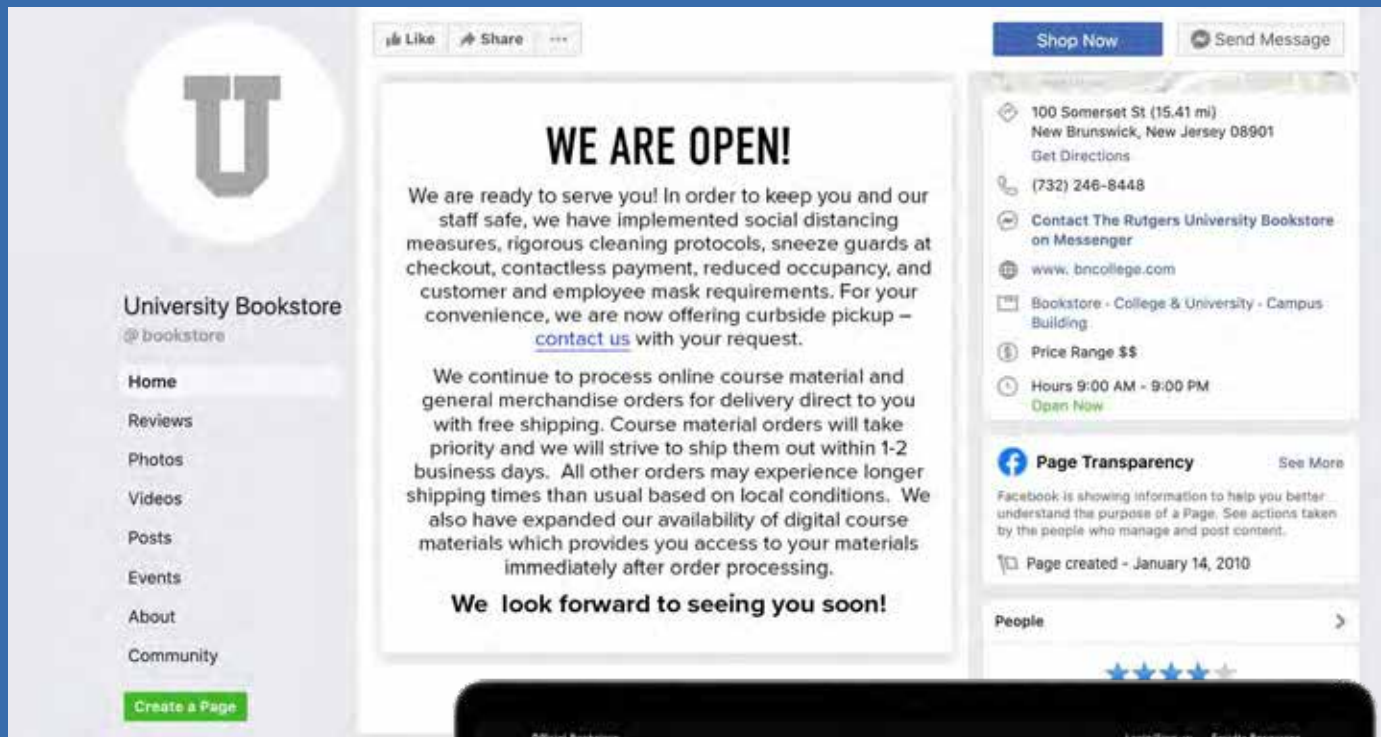 U
University Bookstore
@bookstore
Home
Reviews
Photos
Videos
Posts
Events
About
Community
Create a Page
Like
Share
WE ARE OPEN!
We are ready to serve you! In order to keep you and our
staff safe, we have implemented social distancing
measures, rigorous cleaning protocols, sneeze guards at
checkout, contactless payment, reduced occupancy, and
customer and employee mask requirements. For your
convenience, we are now offering curbside pickup –
contact us with your request.
We continue to process online course material and
general merchandise orders for delivery direct to you
with free shipping. Course material orders will take
priority and we will strive to ship them out within 1-2
business days. All other orders may experience longer
shipping times than usual based on local conditions. We
also have expanded our availability of digital course
materials which provides you access to your materials
immediately after order processing.
We look forward to seeing you soon!
Shop Now
Send Message
100 Somerset St (15.41 mi)
New Brunswick, New Jersey 08901
Get Directions
(732) 246-8448
Contact The Rutgers University Bookstore
on Messenger
www. bncollege.com
Bookstore · College & University · Campus
Building
Price Range $$
Hours 9:00 AM - 9:00 PM
Open Now
Page Transparency
See More
Facebook is showing information to help you better
understand the purpose of a Page. See actions taken
by the people who manage and post content.
Page created - January 14, 2010
People